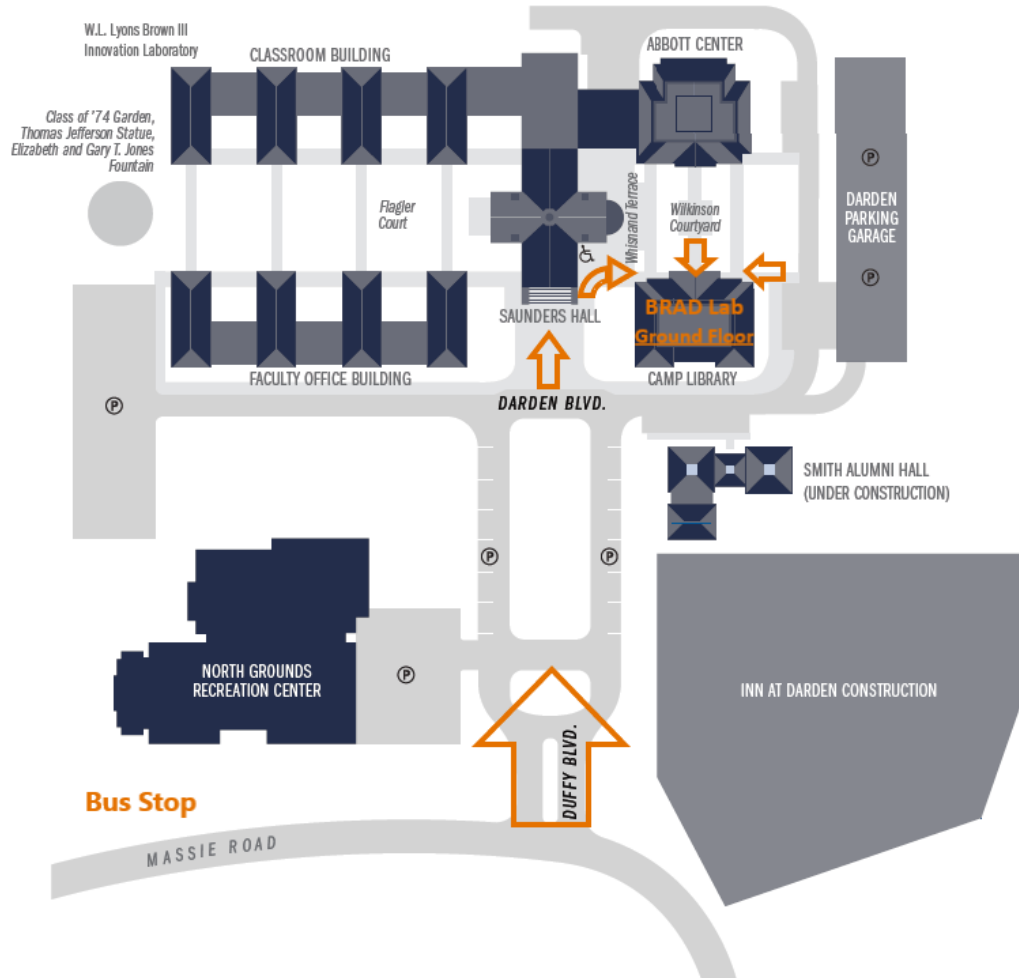 W.L. Lyons Brown III
Innovation Laboratory
CLASSROOM BUILDING
ABBOTT CENTER
Class of '74 Garden,
Thomas Jefferson Statue,
Elizabeth and Gary T. Jones
Fountain
P
DARDEN
PARKING
GARAGE
P
Flagler
Court
Whisnand Terrace
Wilkinson
Courtyard
BRAD Lab
Ground Floor
SAUNDERS HALL
FACULTY OFFICE BUILDING
CAMP LIBRARY
P
DARDEN BLVD.
SMITH ALUMNI HALL
(UNDER CONSTRUCTION)
P
P
NORTH GROUNDS
RECREATION CENTER
P
INN AT DARDEN CONSTRUCTION
DUFFY BLVD.
Bus Stop
MASSIE ROAD